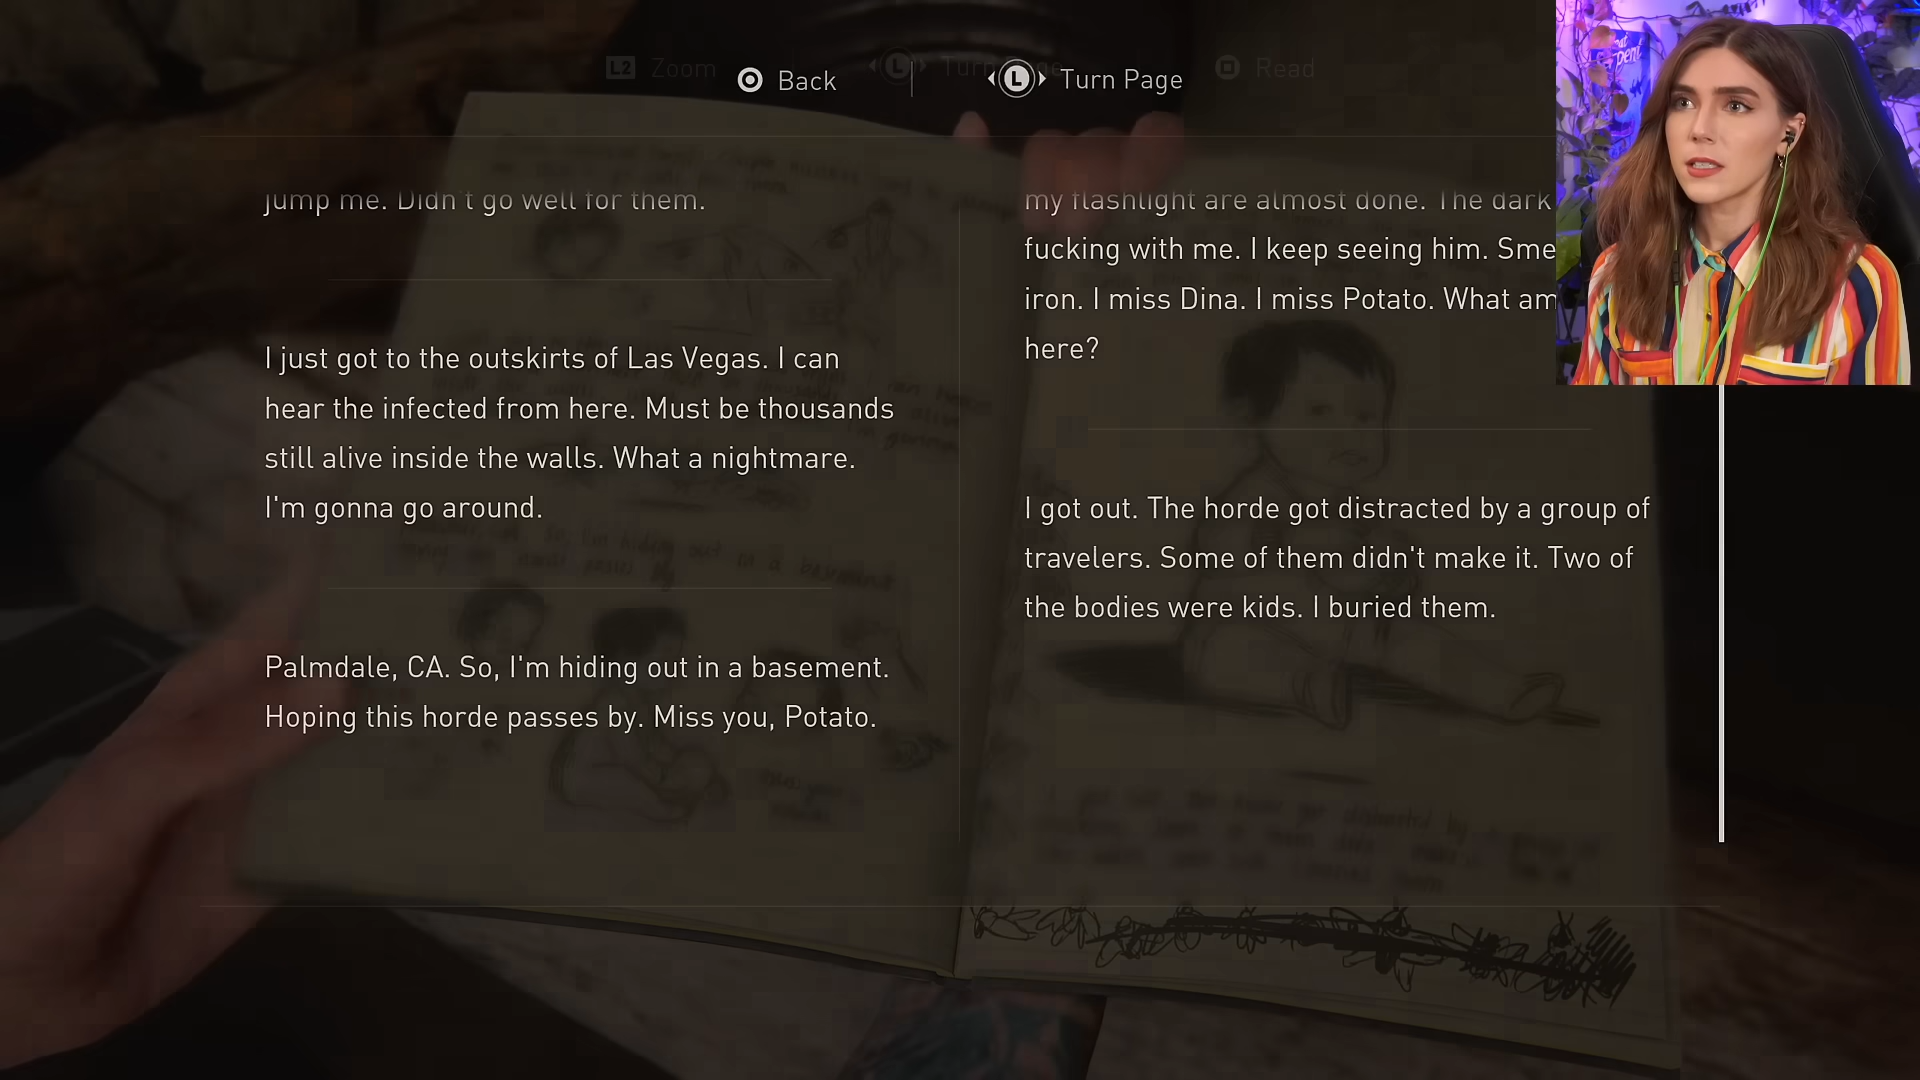 L2 Zoom
Back
L Turn Page
Read
jump me. Didn't go well for them.
I just got to the outskirts of Las Vegas. I can
hear the infected from here. Must be thousands
still alive inside the walls. What a nightmare.
I'm gonna go around.
Palmdale, CA. So, I'm hiding out in a basement.
Hoping this horde passes by. Miss you, Potato.
my flashlight are almost done. The dark
fucking with me. I keep seeing him. Sme
iron. I miss Dina. I miss Potato. What am
here?
I got out. The horde got distracted by a group of
travelers. Some of them didn't make it. Two of
the bodies were kids. I buried them.